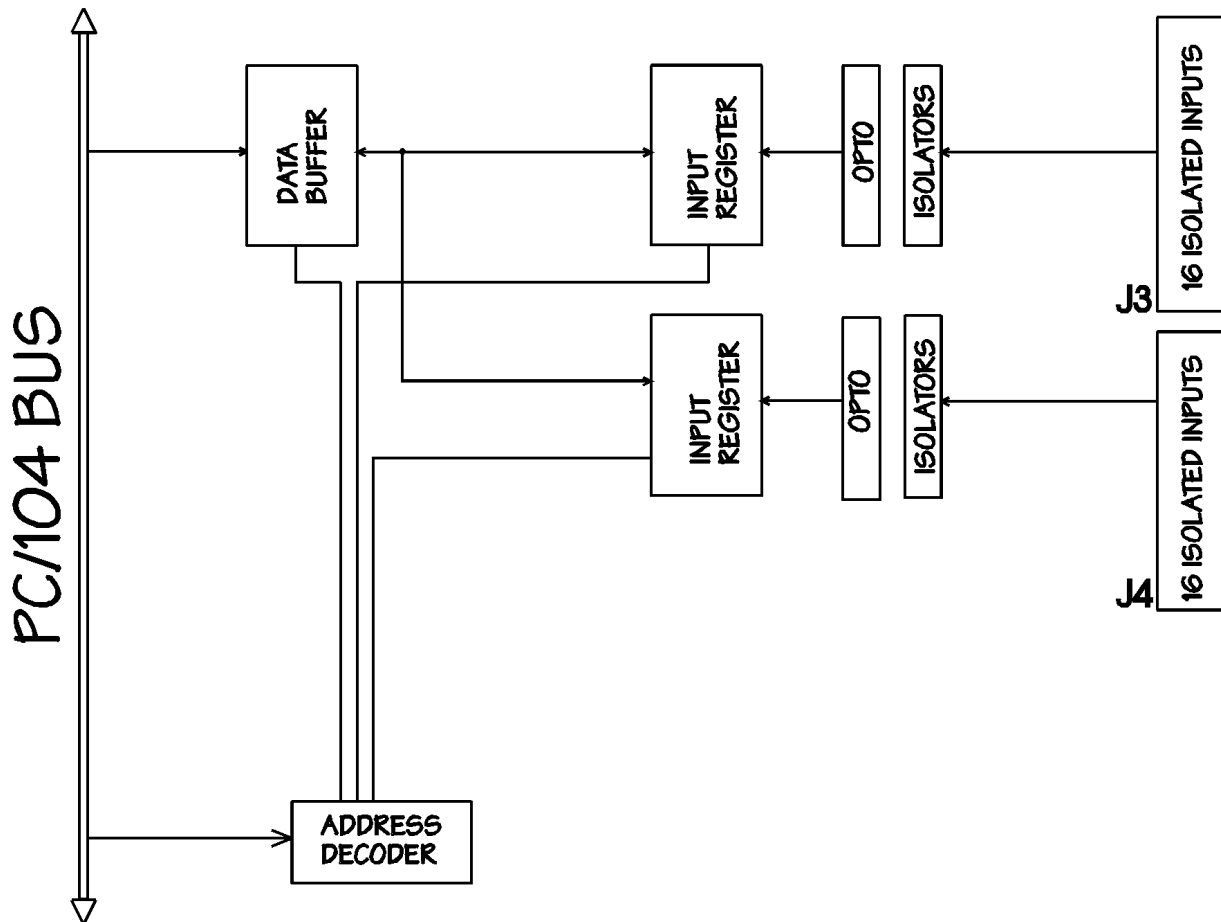 PC/104 BUS
DATA
BUFFER
INPUT
REGISTER
OPTO
ISOLATORS
16 ISOLATED INPUTS
J3
INPUT
REGISTER
OPTO
ISOLATORS
16 ISOLATED INPUTS
J4
ADDRESS
DECODER